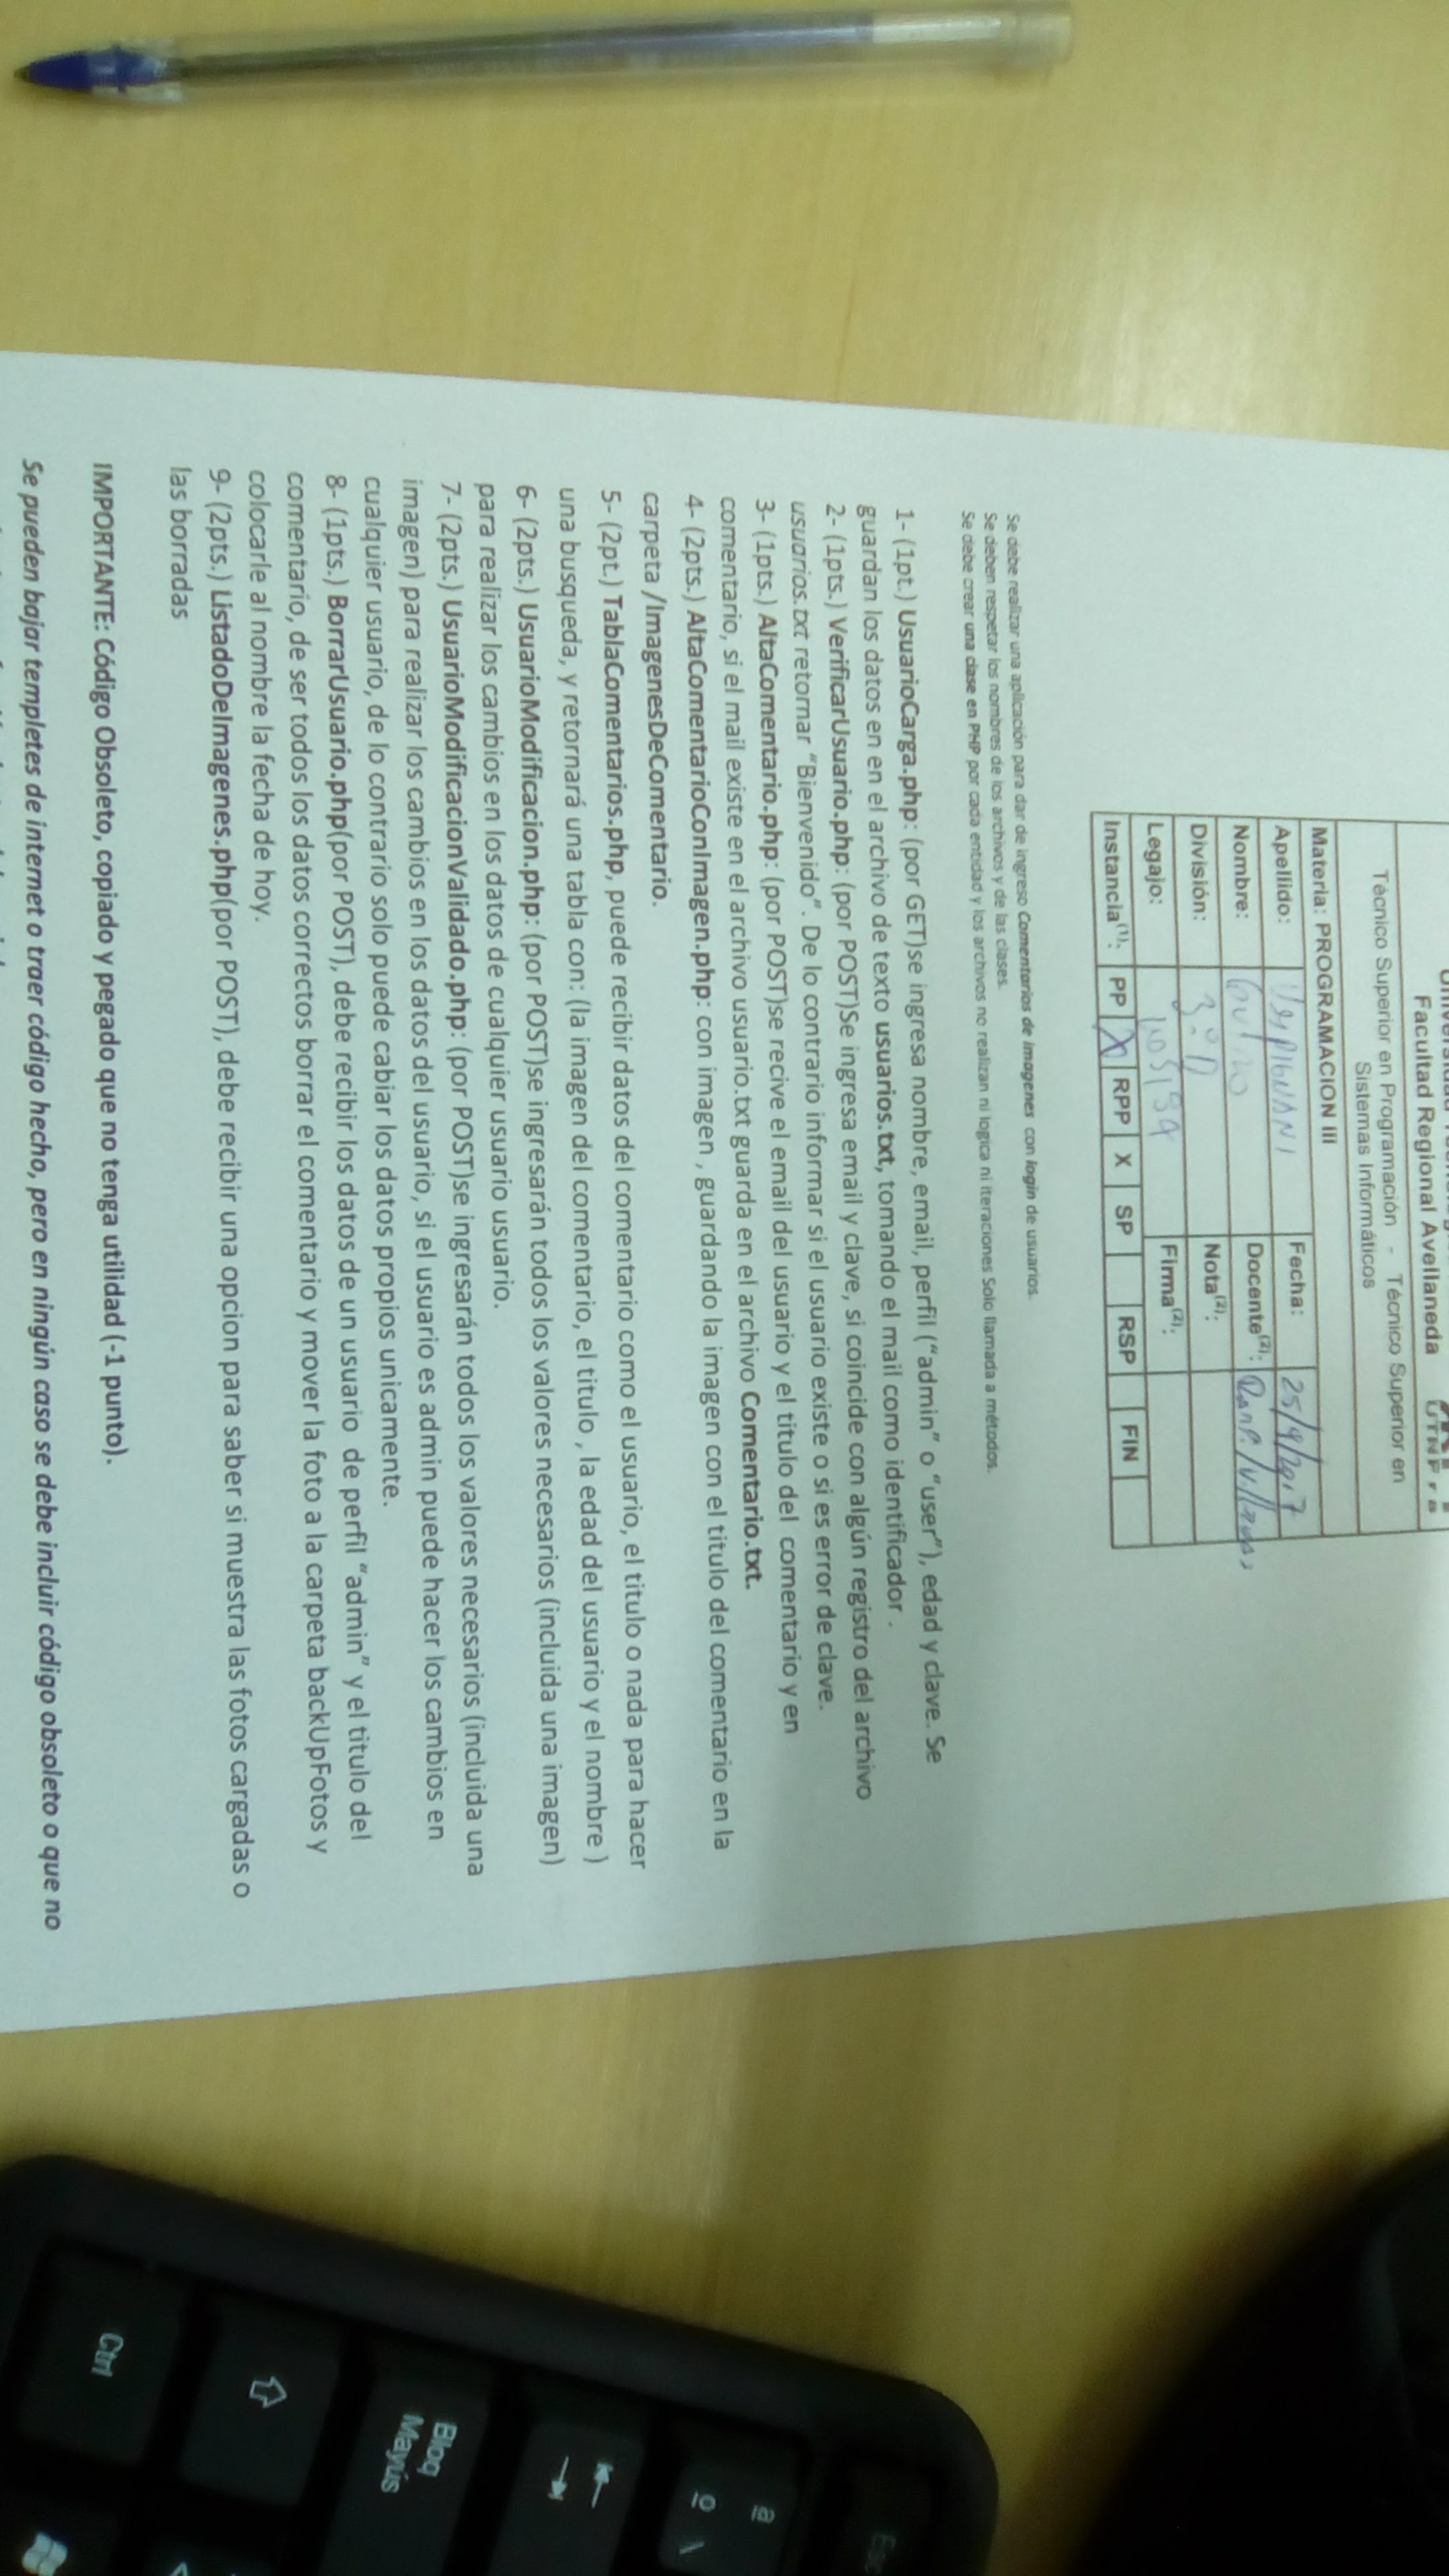 Facultad Regional Avellaneda
UTNFra
Técnico Superior en Programación - Técnico Superior en
Sistemas Informáticos
Materia: PROGRAMACION III
Apellido: Fecha: 25/9/2017
Nombre: Docente(2):
División: 3°D Nota(2):
Legajo: Firma(2):
Instancia(1): PP X RPP X SP RSP FIN
Se debe realizar una aplicación para dar de ingreso Comentarios de imagenes con login de usuarios.
Se deben respetar los nombres de los archivos y de las clases.
Se debe crear una clase en PHP por cada entidad y los archivos no realizan ni logica ni iteraciones Solo llamada a métodos.
1- (1pt.) UsuarioCarga.php: (por GET)se ingresa nombre, email, perfil (“admin” o “user”), edad y clave. Se
guardan los datos en en el archivo de texto usuarios.txt, tomando el mail como identificador .
2- (1pts.) VerificarUsuario.php: (por POST)Se ingresa email y clave, si coincide con algún registro del archivo
usuarios.txt retornar “Bienvenido”. De lo contrario informar si el usuario existe o si es error de clave.
3- (1pts.) AltaComentario.php: (por POST)se recive el email del usuario y el titulo del comentario y en
comentario, si el mail existe en el archivo usuario.txt guarda en el archivo Comentario.txt.
4- (2pts.) AltaComentarioConImagen.php: con imagen , guardando la imagen con el titulo del comentario en la
carpeta /ImagenesDeComentario.
5- (2pt.) TablaComentarios.php, puede recibir datos del comentario como el usuario, el titulo o nada para hacer
una busqueda, y retornará una tabla con: (la imagen del comentario, el titulo , la edad del usuario y el nombre )
6- (2pts.) UsuarioModificacion.php: (por POST)se ingresarán todos los valores necesarios (incluida una imagen)
para realizar los cambios en los datos de cualquier usuario usuario.
7- (2pts.) UsuarioModificacionValidado.php: (por POST)se ingresarán todos los valores necesarios (incluida una
imagen) para realizar los cambios en los datos del usuario, si el usuario es admin puede hacer los cambios en
cualquier usuario, de lo contrario solo puede cabiar los datos propios unicamente.
8- (1pts.) BorrarUsuario.php(por POST), debe recibir los datos de un usuario de perfil “admin” y el titulo del
comentario, de ser todos los datos correctos borrar el comentario y mover la foto a la carpeta backUpFotos y
colocarle al nombre la fecha de hoy.
9- (2pts.) ListadoDeImagenes.php(por POST), debe recibir una opcion para saber si muestra las fotos cargadas o
las borradas
IMPORTANTE: Código Obsoleto, copiado y pegado que no tenga utilidad (-1 punto).
Se pueden bajar templetes de internet o traer código hecho, pero en ningún caso se debe incluir código obsoleto o que no
Esc
ª
º \
Bloq
Mayús
Ctrl